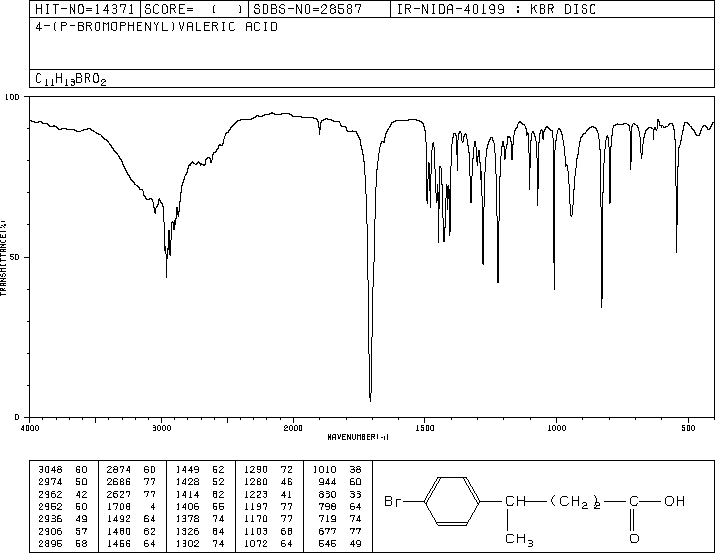 HIT-NO=14371 SCORE= ( ) SDBS-NO=28587 IR-NIDA-40199 : KBR DISC
4-(P-BROMOPHENYL)VALERIC ACID
C11H13BRO2
100
50
0
TRANSMITTANCE(%)
4000 3000 2000 1500 1000 500
WAVENUMBER(-1)
3048 60 2874 60 1449 52 1290 72 1010 38
2974 50 2686 77 1428 52 1280 46 944 60
2962 42 2627 77 1414 62 1223 41 830 33
2952 50 1708 4 1406 55 1197 77 798 64
2936 49 1492 64 1378 74 1170 77 719 74
2906 57 1480 62 1326 64 1103 68 677 77
2895 58 1456 64 1302 74 1072 64 545 49
Br CH (CH2)2 C OH
CH3 O